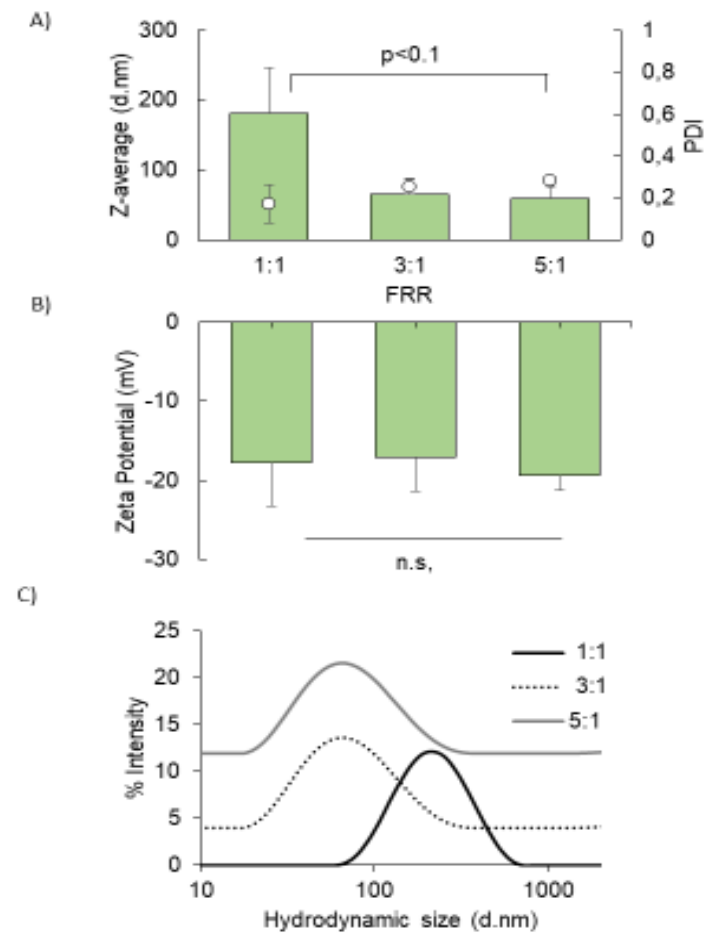 A)
Z-average (d.nm)
300
200
100
0
p<0.1
1
0,8
0,6
0,4
0,2
0
PDI
1:1 3:1 5:1
FRR
B)
Zeta Potential (mV)
0
-10
-20
-30
n.s,
C)
% Intensity
25
20
15
10
5
0
1:1
3:1
5:1
10 100 1000
Hydrodynamic size (d.nm)